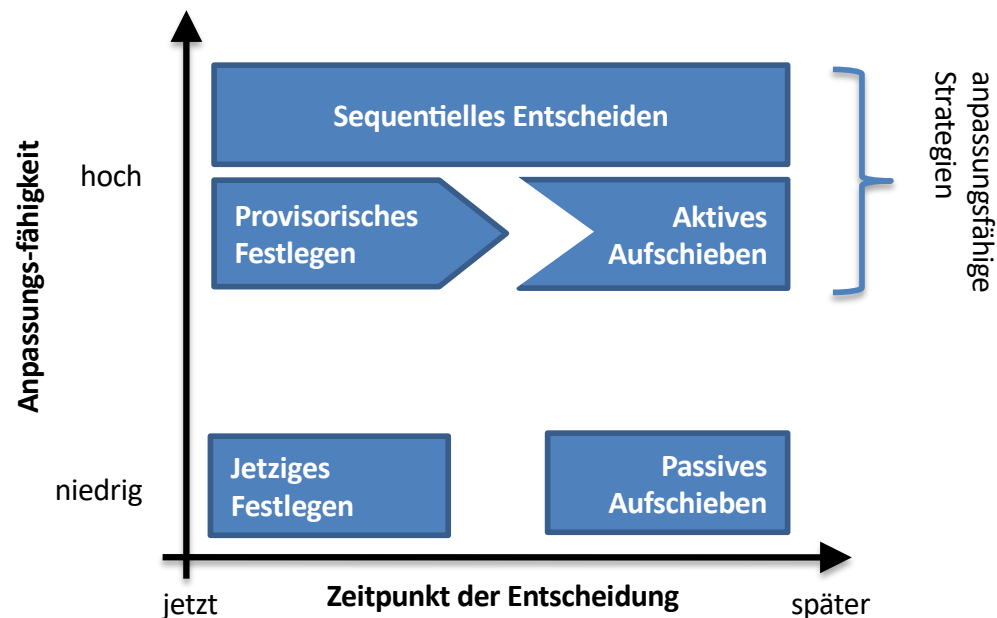 Sequentielles Entscheiden
anpassungsfähige
Strategien
Anpassungs-fähigkeit
hoch
Provisorisches
Festlegen
Aktives
Aufschieben
niedrig
Jetziges
Festlegen
Passives
Aufschieben
jetzt
Zeitpunkt der Entscheidung
später